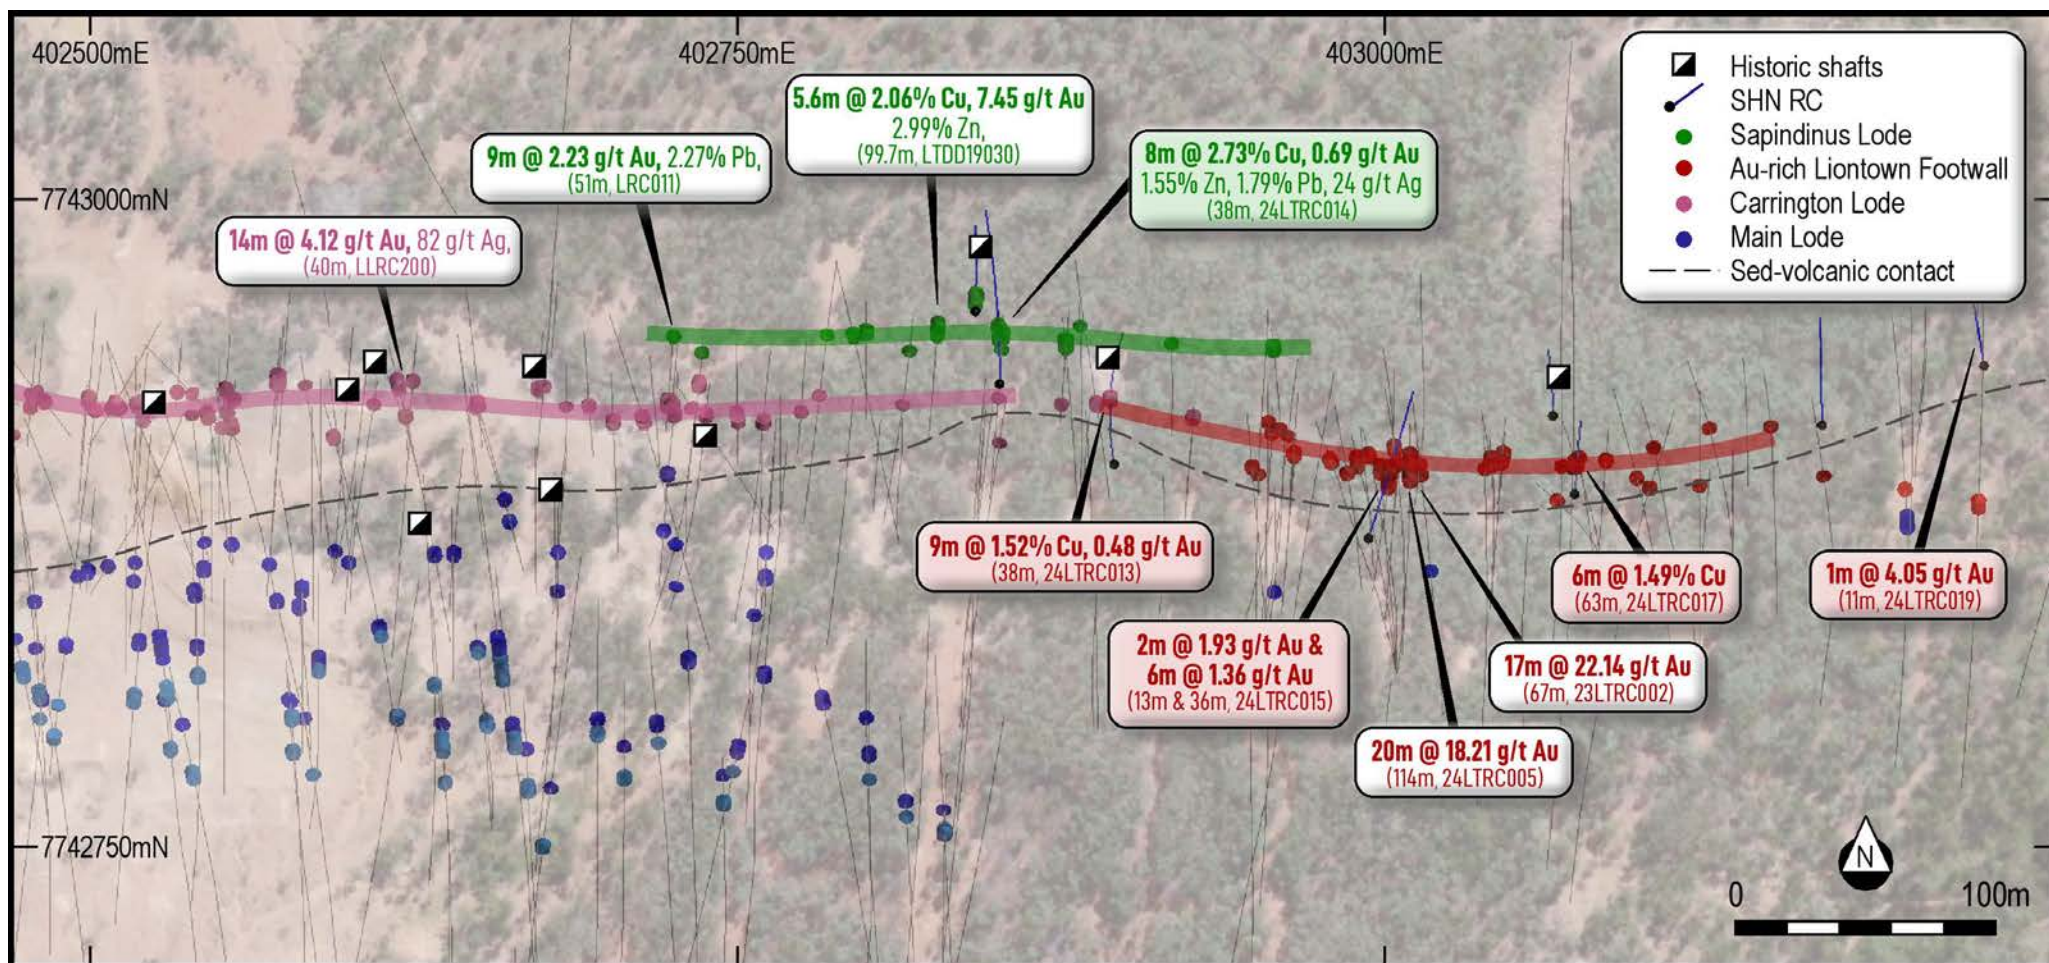 402500mE
402750mE
403000mE
Historic shafts
SHN RC
Sapindinus Lode
Au-rich Liontown Footwall
Carrington Lode
Main Lode
Sed-volcanic contact
5.6m @ 2.06% Cu, 7.45 g/t Au
2.99% Zn,
(99.7m, LTDD19030)
9m @ 2.23 g/t Au, 2.27% Pb,
(51m, LRC011)
8m @ 2.73% Cu, 0.69 g/t Au
1.55% Zn, 1.79% Pb, 24 g/t Ag
(38m, 24LTRC014)
7743000mN
14m @ 4.12 g/t Au, 82 g/t Ag,
(40m, LLRC200)
9m @ 1.52% Cu, 0.48 g/t Au
(38m, 24LTRC013)
6m @ 1.49% Cu
(63m, 24LTRC017)
1m @ 4.05 g/t Au
(11m, 24LTRC019)
2m @ 1.93 g/t Au &
6m @ 1.36 g/t Au
(13m & 36m, 24LTRC015)
17m @ 22.14 g/t Au
(67m, 23LTRC002)
20m @ 18.21 g/t Au
(114m, 24LTRC005)
7742750mN
N
0 100m